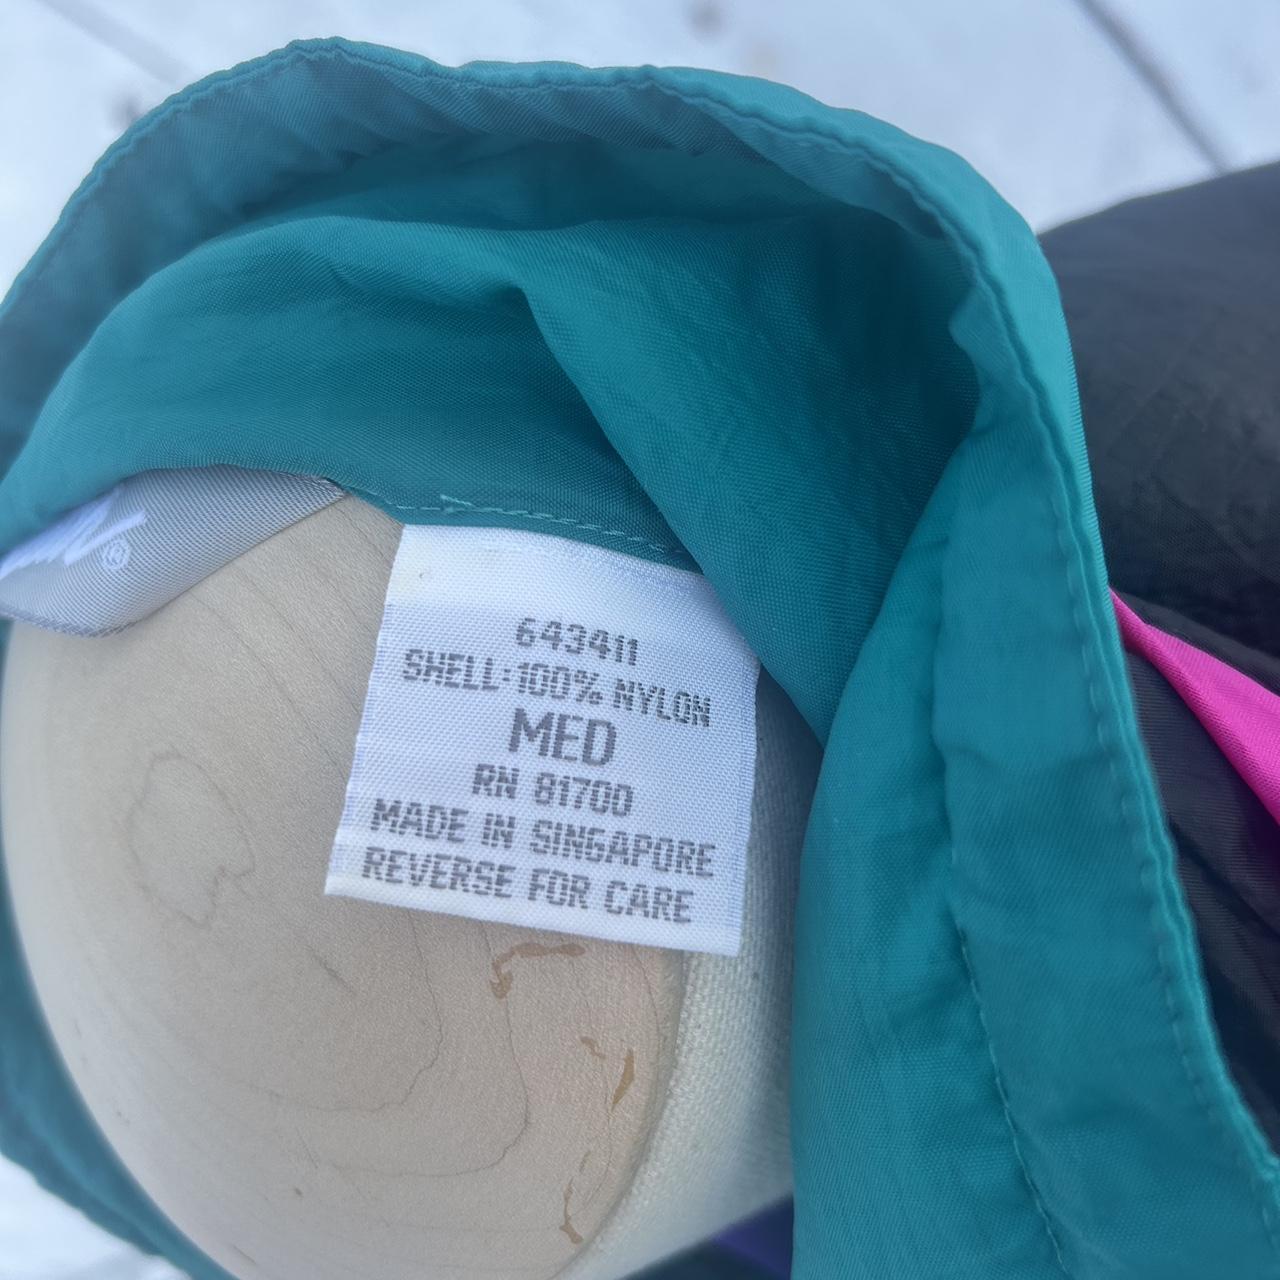 ®
643411
SHELL:100% NYLON
MED
RN 81700
MADE IN SINGAPORE
REVERSE FOR CARE